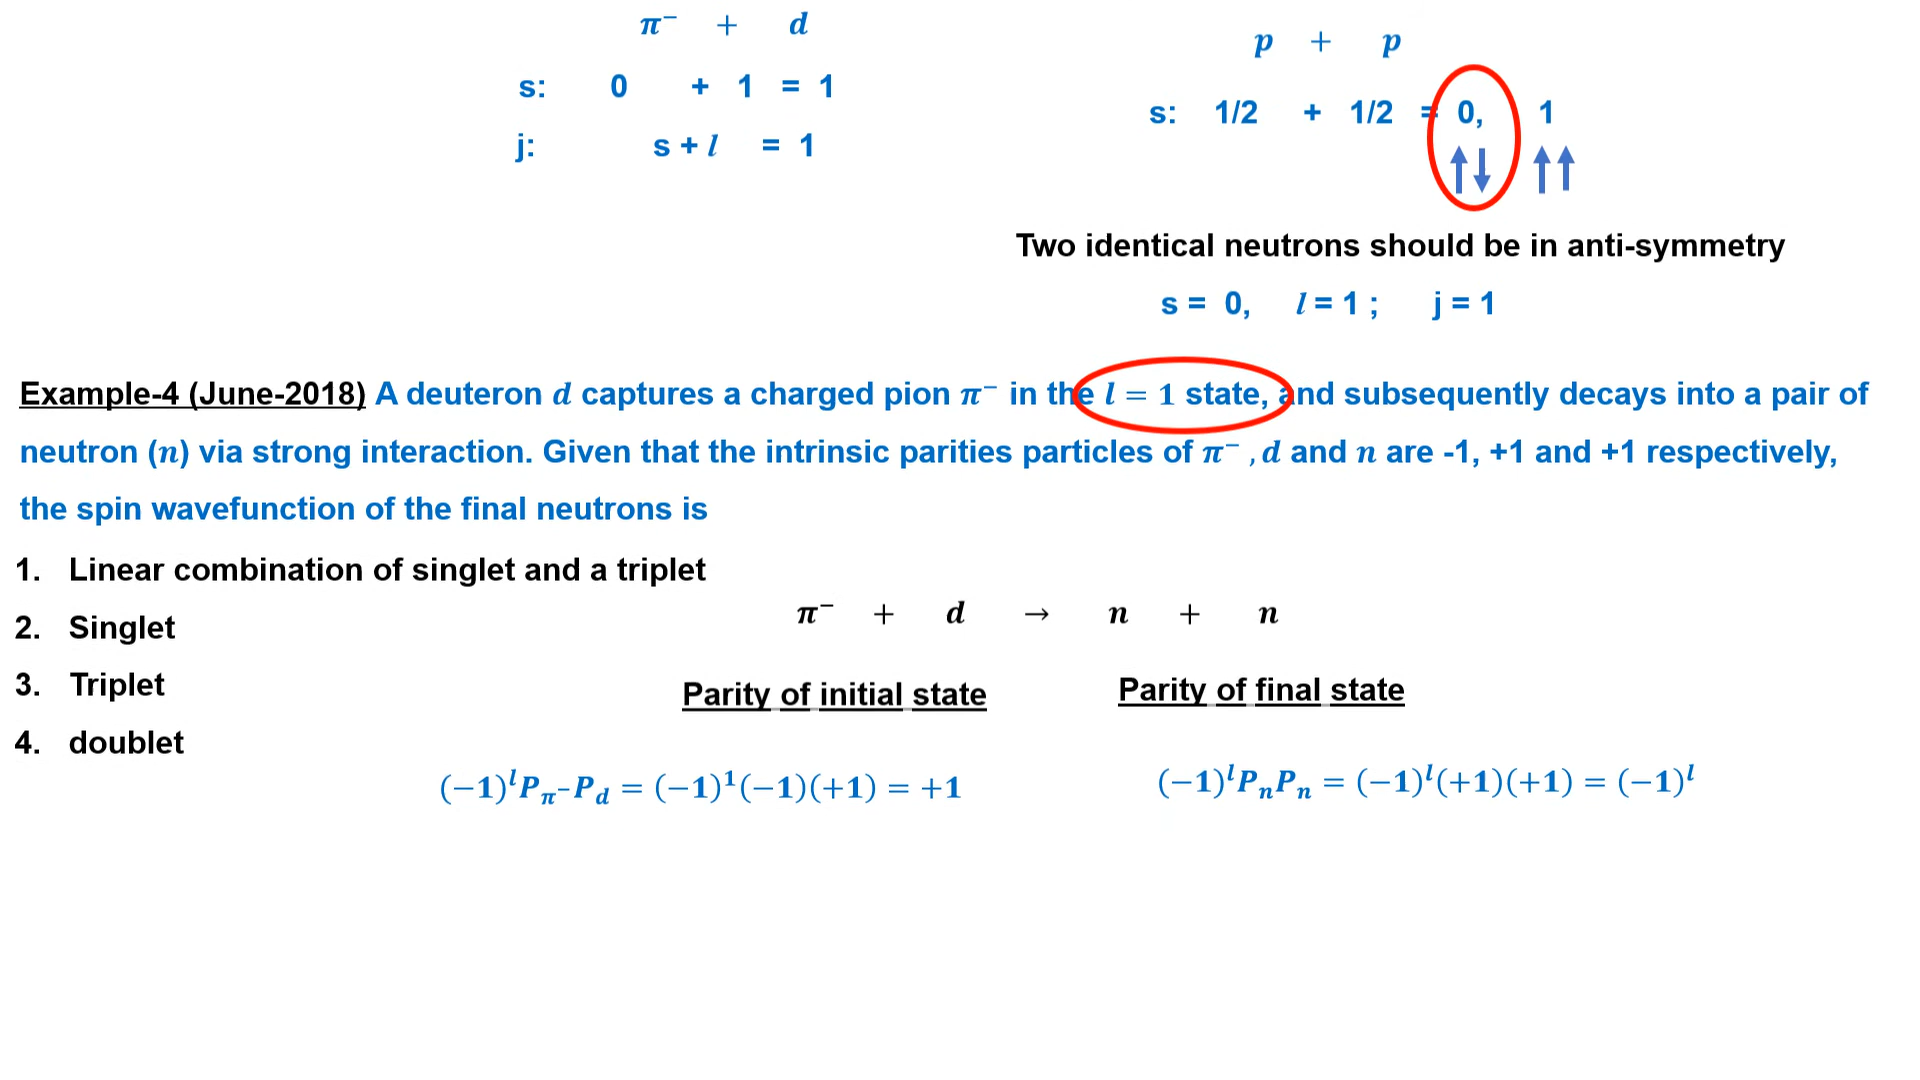 π⁻ + d
s: 0 + 1 = 1
j: s + l = 1
p + p
s: 1/2 + 1/2 = 0, 1
Two identical neutrons should be in anti-symmetry
s = 0, l = 1 ; j = 1
Example-4 (June-2018) A deuteron d captures a charged pion π⁻ in the l = 1 state, and subsequently decays into a pair of
neutron (n) via strong interaction. Given that the intrinsic parities particles of π⁻ , d and n are -1, +1 and +1 respectively,
the spin wavefunction of the final neutrons is
1. Linear combination of singlet and a triplet
2. Singlet
3. Triplet
4. doublet
π⁻ + d → n + n
Parity of initial state
(−1)ˡP_π⁻P_d = (−1)¹(−1)(+1) = +1
Parity of final state
(−1)ˡPₙPₙ = (−1)ˡ(+1)(+1) = (−1)ˡ